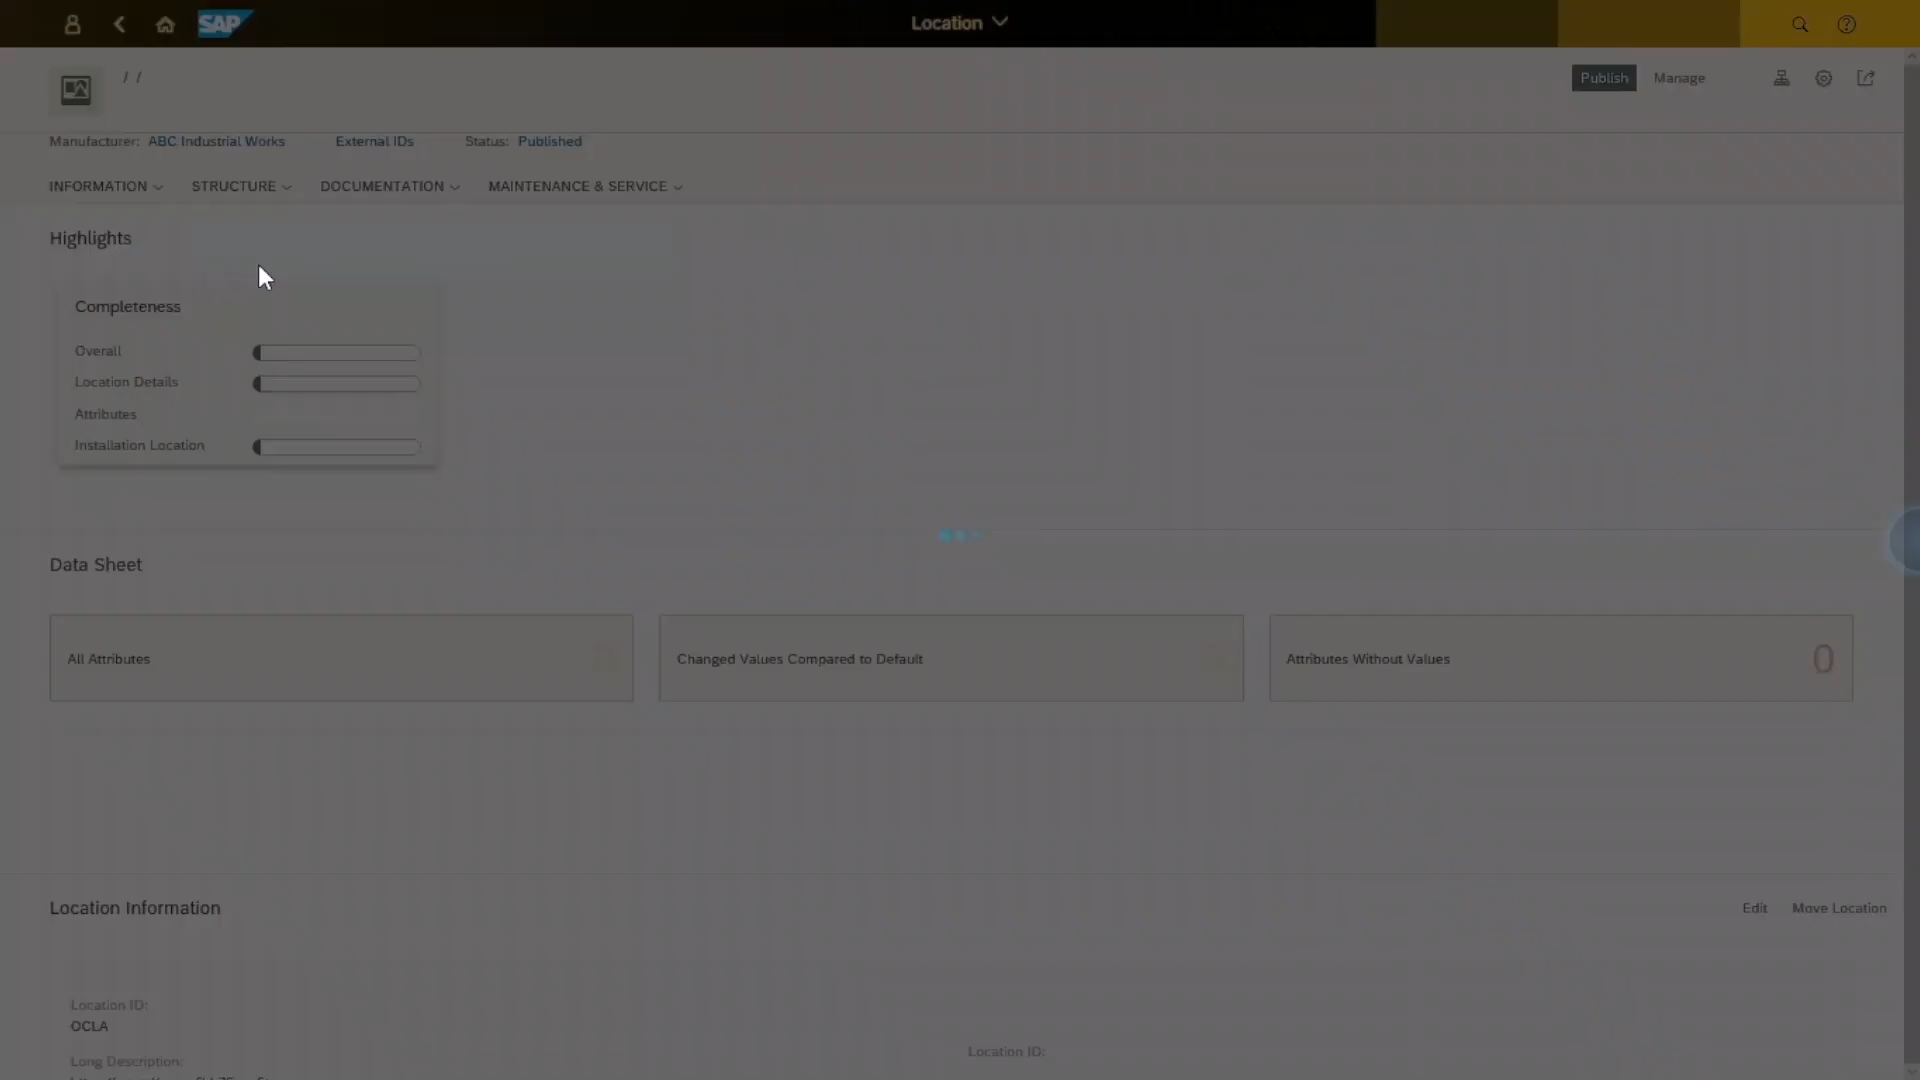 SAP
Location
/ /
Publish
Manage
Manufacturer: ABC Industrial Works
External IDs
Status: Published
INFORMATION
STRUCTURE
DOCUMENTATION
MAINTENANCE & SERVICE
Highlights
Completeness
Overall
Location Details
Attributes
Installation Location
Data Sheet
All Attributes
Changed Values Compared to Default
Attributes Without Values
0
Location Information
Edit
Move Location
Location ID:
OCLA
Location ID:
Long Description: